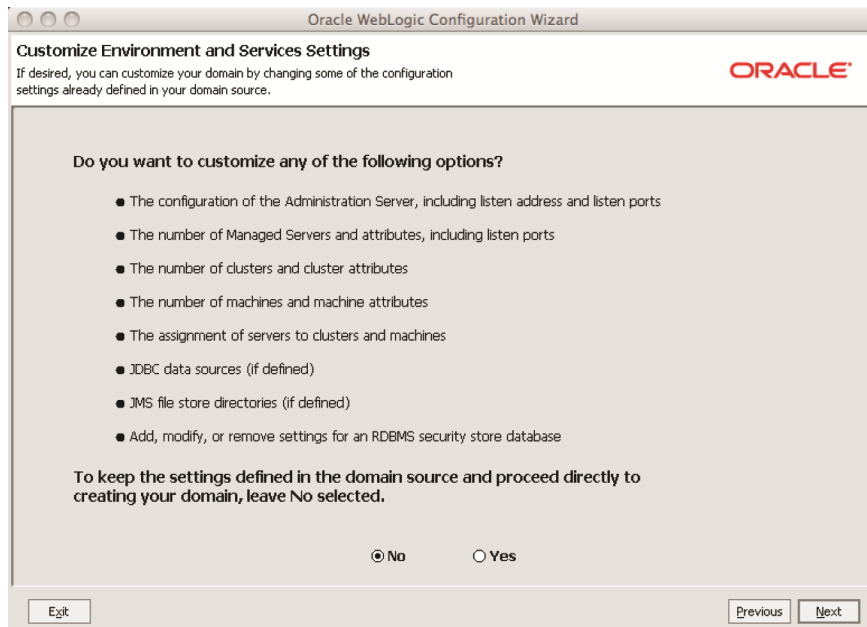 Oracle WebLogic Configuration Wizard
Customize Environment and Services Settings
If desired, you can customize your domain by changing some of the configuration
settings already defined in your domain source.
ORACLE
Do you want to customize any of the following options?
The configuration of the Administration Server, including listen address and listen ports
The number of Managed Servers and attributes, including listen ports
The number of clusters and cluster attributes
The number of machines and machine attributes
The assignment of servers to clusters and machines
JDBC data sources (if defined)
JMS file store directories (if defined)
Add, modify, or remove settings for an RDBMS security store database
To keep the settings defined in the domain source and proceed directly to
creating your domain, leave No selected.
No Yes
Exit Previous Next